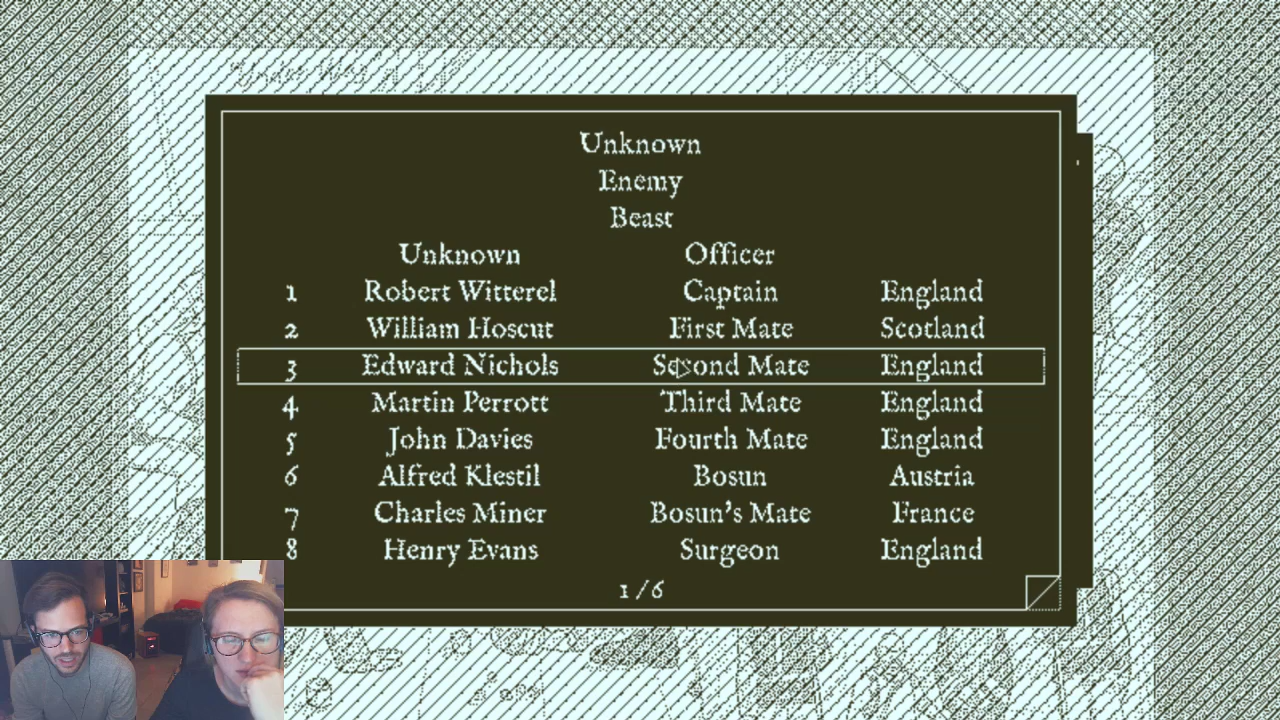 Unknown
Enemy
Beast
Unknown Officer
1 Robert Witterel Captain England
2 William Hoscut First Mate Scotland
3 Edward Nichols Second Mate England
4 Martin Perrott Third Mate England
5 John Davies Fourth Mate England
6 Alfred Klestil Bosun Austria
7 Charles Miner Bosun's Mate France
8 Henry Evans Surgeon England
1/6